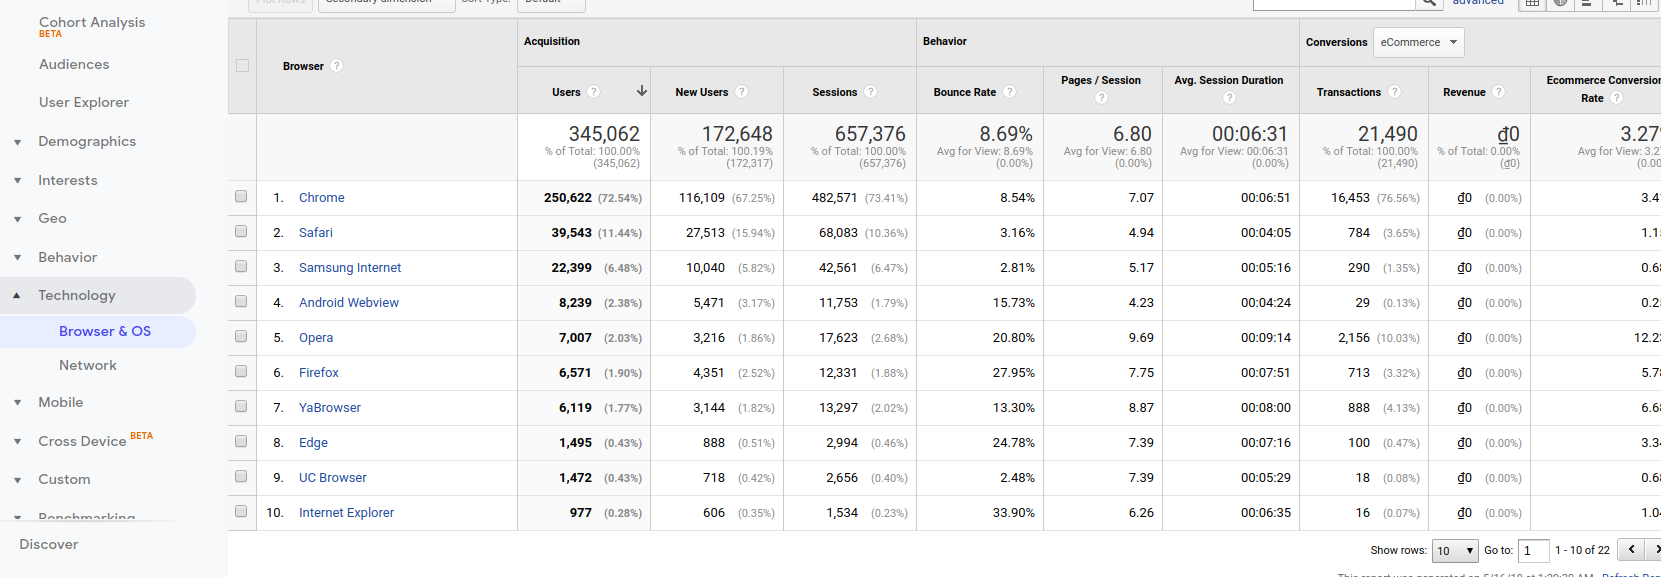 Plot Rows Secondary dimension Sort Type: Default advanced
Cohort Analysis
BETA
Audiences
User Explorer
Demographics
Interests
Geo
Behavior
Technology
Browser & OS
Network
Mobile
Cross Device BETA
Custom
Benchmarking
Discover
Acquisition Behavior Conversions eCommerce
Browser ?
Users ? New Users ? Sessions ? Bounce Rate ? Pages / Session ? Avg. Session Duration ? Transactions ? Revenue ? Ecommerce Conversion Rate ?
345,062 172,648 657,376 8.69% 6.80 00:06:31 21,490 ₫0 3.27%
% of Total: 100.00% % of Total: 100.19% % of Total: 100.00% Avg for View: 8.69% Avg for View: 6.80 Avg for View: 00:06:31 % of Total: 100.00% % of Total: 0.00% Avg for View: 3.2
(345,062) (172,317) (657,376) (0.00%) (0.00%) (0.00%) (21,490) (₫0) (0.00
1. Chrome 250,622 (72.54%) 116,109 (67.25%) 482,571 (73.41%) 8.54% 7.07 00:06:51 16,453 (76.56%) ₫0 (0.00%) 3.4
2. Safari 39,543 (11.44%) 27,513 (15.94%) 68,083 (10.36%) 3.16% 4.94 00:04:05 784 (3.65%) ₫0 (0.00%) 1.1
3. Samsung Internet 22,399 (6.48%) 10,040 (5.82%) 42,561 (6.47%) 2.81% 5.17 00:05:16 290 (1.35%) ₫0 (0.00%) 0.6
4. Android Webview 8,239 (2.38%) 5,471 (3.17%) 11,753 (1.79%) 15.73% 4.23 00:04:24 29 (0.13%) ₫0 (0.00%) 0.2
5. Opera 7,007 (2.03%) 3,216 (1.86%) 17,623 (2.68%) 20.80% 9.69 00:09:14 2,156 (10.03%) ₫0 (0.00%) 12.2
6. Firefox 6,571 (1.90%) 4,351 (2.52%) 12,331 (1.88%) 27.95% 7.75 00:07:51 713 (3.32%) ₫0 (0.00%) 5.7
7. YaBrowser 6,119 (1.77%) 3,144 (1.82%) 13,297 (2.02%) 13.30% 8.87 00:08:00 888 (4.13%) ₫0 (0.00%) 6.6
8. Edge 1,495 (0.43%) 888 (0.51%) 2,994 (0.46%) 24.78% 7.39 00:07:16 100 (0.47%) ₫0 (0.00%) 3.3
9. UC Browser 1,472 (0.43%) 718 (0.42%) 2,656 (0.40%) 2.48% 7.39 00:05:29 18 (0.08%) ₫0 (0.00%) 0.6
10. Internet Explorer 977 (0.28%) 606 (0.35%) 1,534 (0.23%) 33.90% 6.26 00:06:35 16 (0.07%) ₫0 (0.00%) 1.0
Show rows: 10 Go to: 1 1 - 10 of 22
This report was generated on